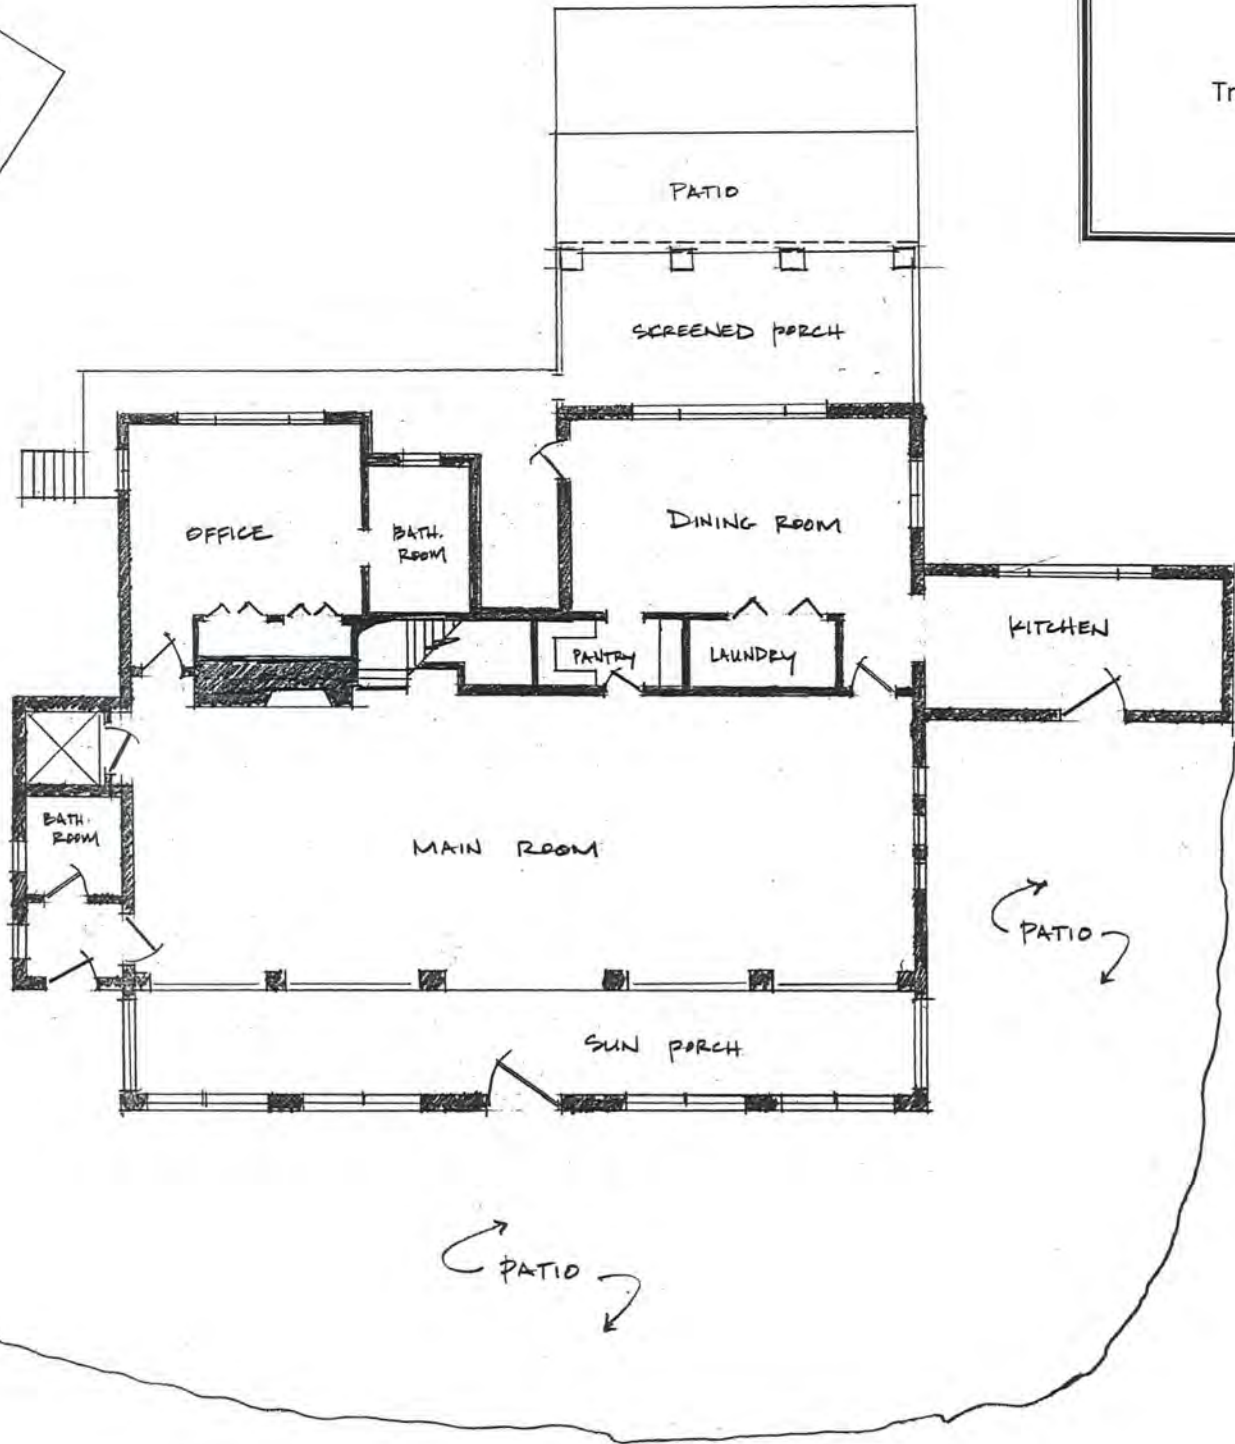 Tr
PATIO
SCREENED PORCH
OFFICE
BATH.
ROOM
DINING ROOM
KITCHEN
PANTRY
LAUNDRY
BATH.
ROOM
MAIN ROOM
PATIO
SUN PORCH
PATIO